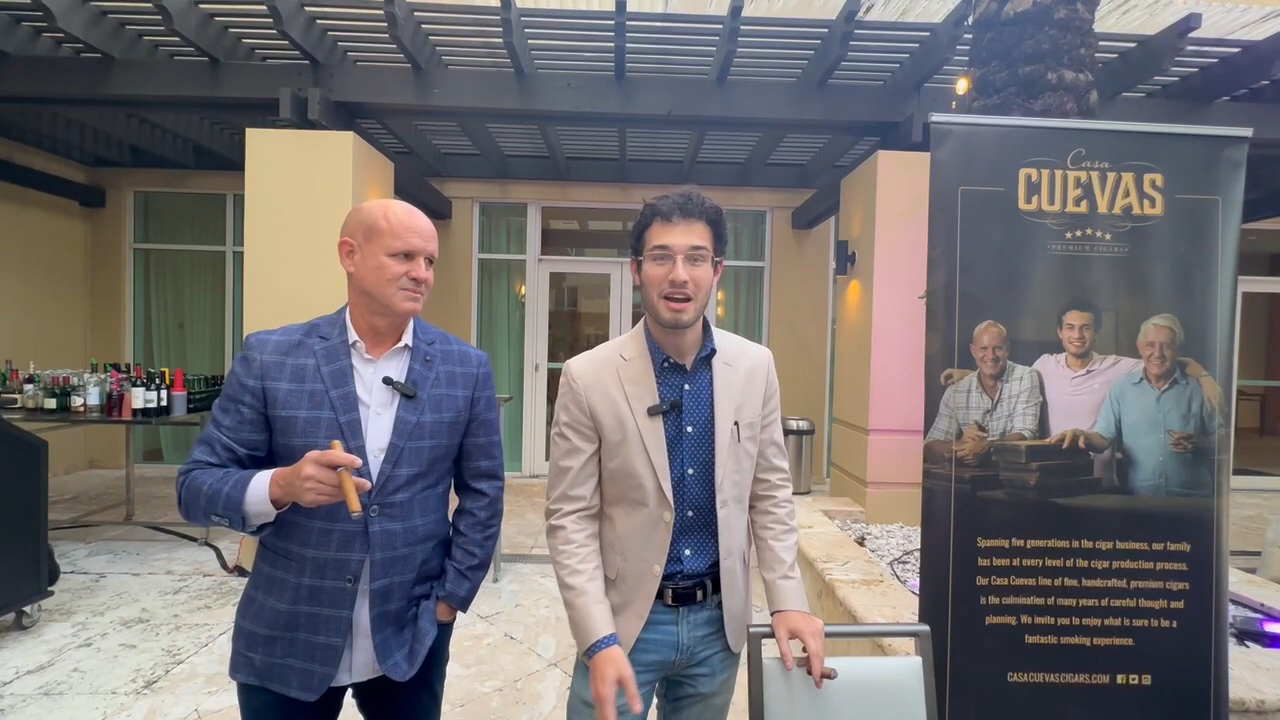 Casa
CUEVAS
PREMIUM CIGARS
Spanning five generations in the cigar business, our family
has been at every level of the cigar production process.
Our Casa Cuevas line of fine, handcrafted, premium cigars
is the culmination of many years of careful thought and
planning. We invite you to enjoy what is sure to be a
fantastic smoking experience.
CASACUEVASCIGARS.COM